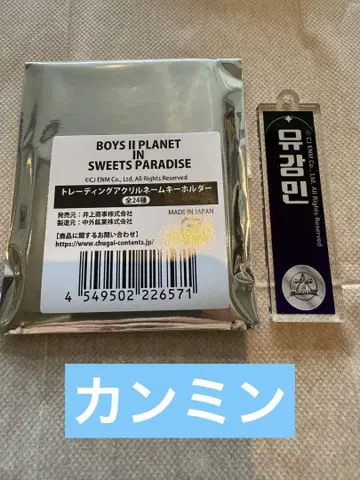 BOYS II PLANET
IN
SWEETS PARADISE
©CJ ENM Co., Ltd, All Rights Reserved
トレーディングアクリルネームキーホルダー
全24種
発売元：井上商事株式会社
製造元：中外鉱業株式会社
MADE IN JAPAN
【商品に関するお問い合わせ】
https://www.chugai-contents.jp/
4 549502 226571
유강민
©CJ ENM Co., Ltd, All Rights Reserved
カンミン